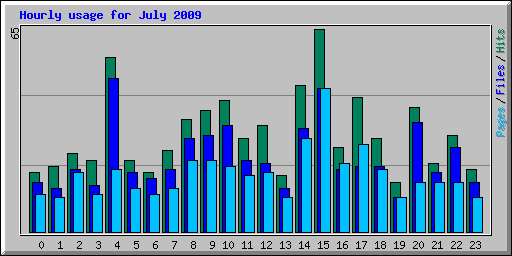 Hourly usage for July 2009
65
Pages / Files / Hits
0 1 2 3 4 5 6 7 8 9 10 11 12 13 14 15 16 17 18 19 20 21 22 23